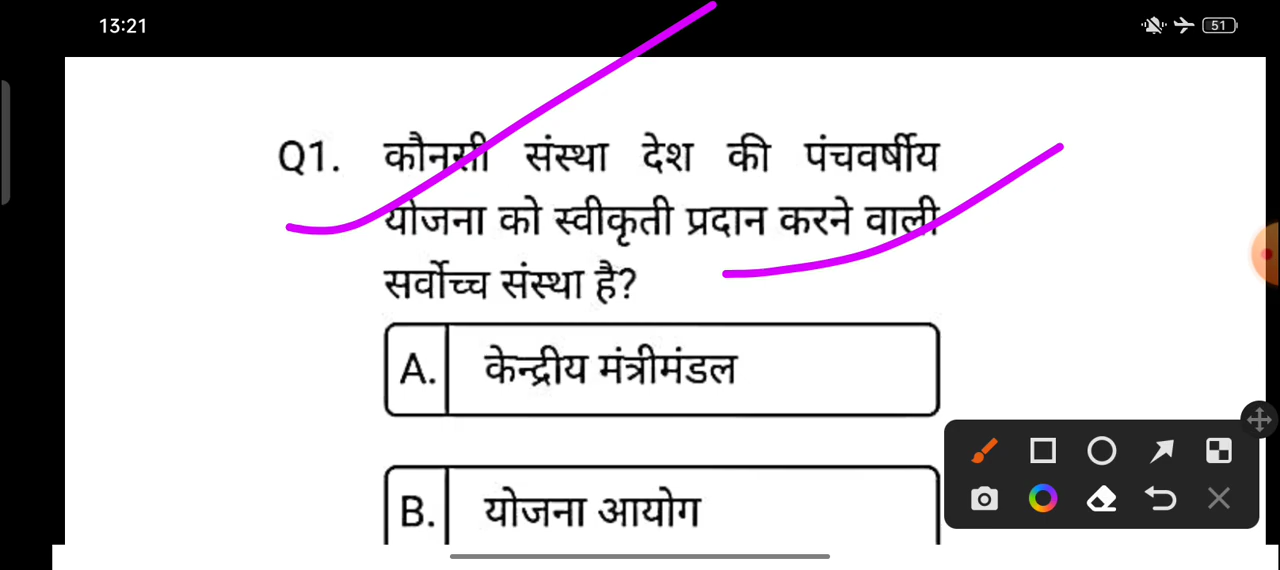 13:21
51
Q1. कौनसी संस्था देश की पंचवर्षीय
योजना को स्वीकृती प्रदान करने वाली
सर्वोच्च संस्था है?
A. केन्द्रीय मंत्रीमंडल
B. योजना आयोग